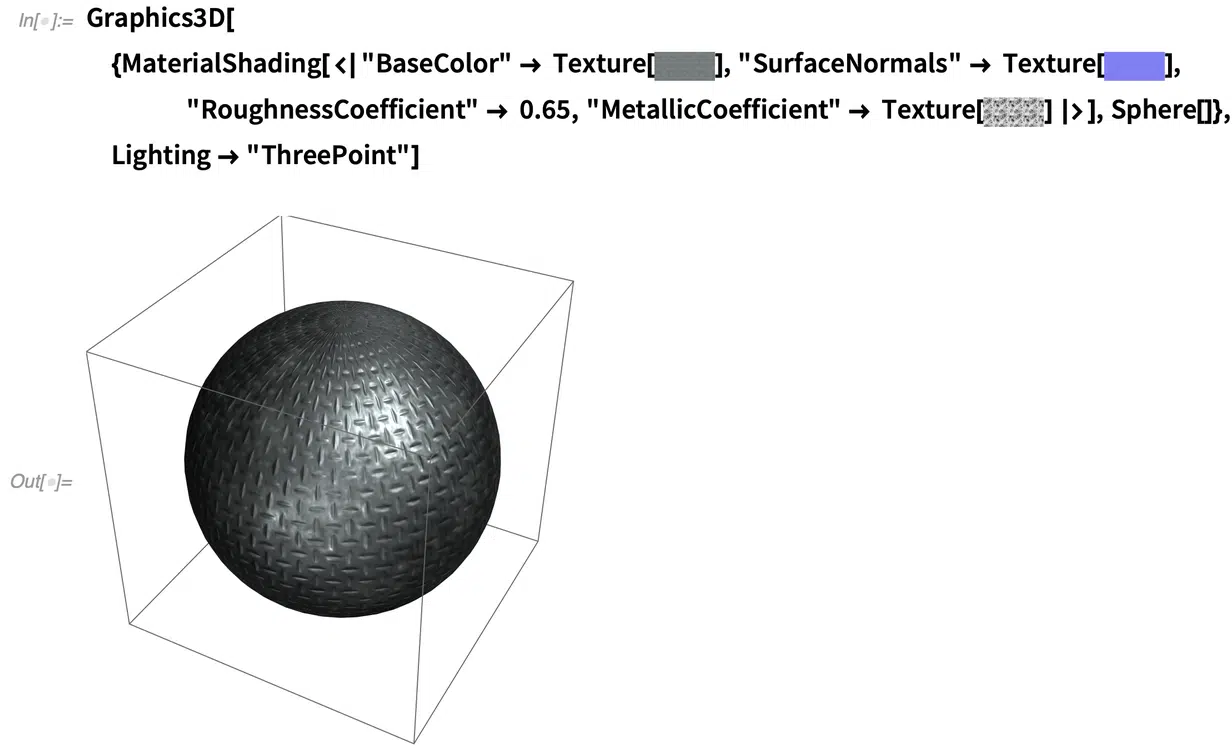 In[•]:= Graphics3D[
{MaterialShading[<|"BaseColor" → Texture[], "SurfaceNormals" → Texture[],
"RoughnessCoefficient" → 0.65, "MetallicCoefficient" → Texture[] |>], Sphere[]},
Lighting → "ThreePoint"]
Out[•]=